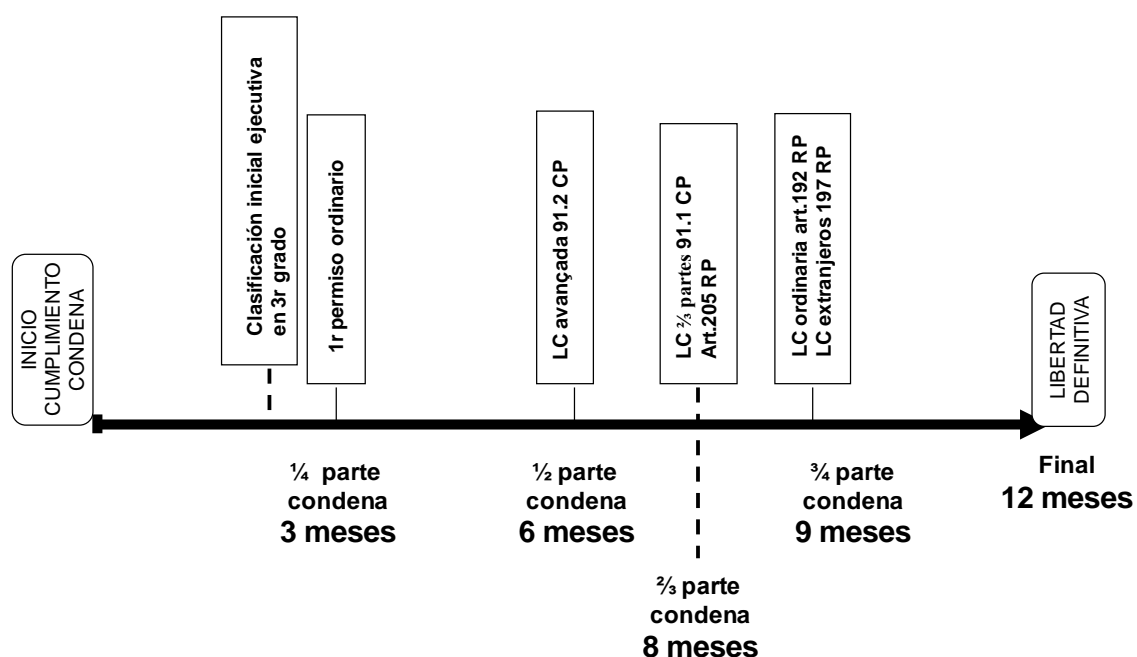 INICIO
CUMPLIMIENTO
CONDENA
Clasificación inicial ejecutiva
en 3r grado
1r permiso ordinario
LC avançada 91.2 CP
LC ⅔ partes 91.1 CP
Art.205 RP
LC ordinaria art.192 RP
LC extranjeros 197 RP
LIBERTAD
DEFINITIVA
¼ parte
condena
3 meses
½ parte
condena
6 meses
⅔ parte
condena
8 meses
¾ parte
condena
9 meses
Final
12 meses